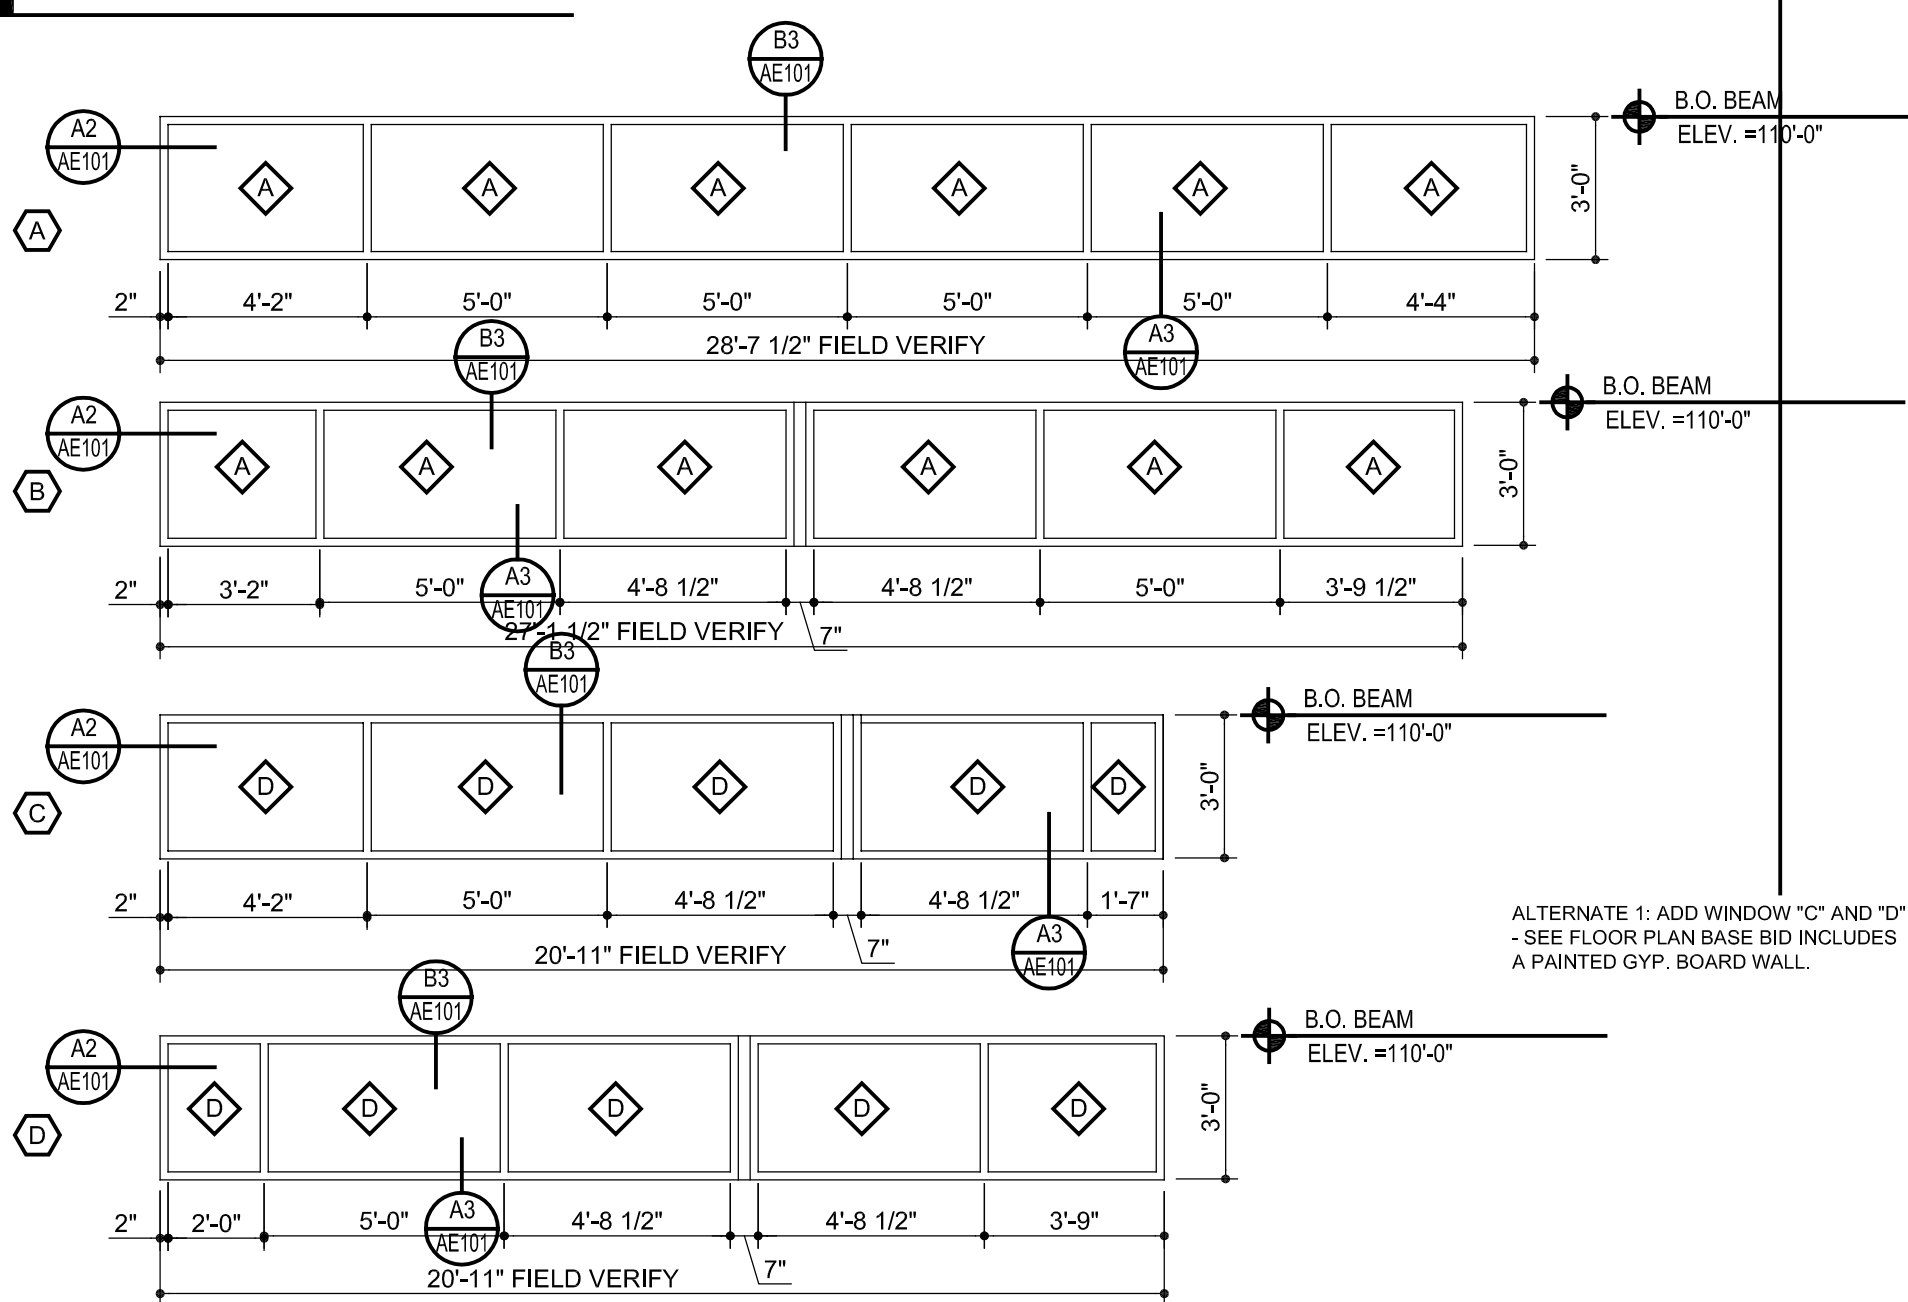 B3
AE101
A2
AE101
A
A
A
A
A
A
A
B.O. BEAM
ELEV. =110'-0"
3'-0"
2"
4'-2"
5'-0"
5'-0"
5'-0"
5'-0"
4'-4"
28'-7 1/2" FIELD VERIFY
A3
AE101
B3
AE101
A2
AE101
B
A
A
A
A
A
A
B.O. BEAM
ELEV. =110'-0"
3'-0"
2"
3'-2"
5'-0"
4'-8 1/2"
4'-8 1/2"
5'-0"
3'-9 1/2"
A3
AE101
27'-1 1/2" FIELD VERIFY
7"
B3
AE101
A2
AE101
C
D
D
D
D
D
B.O. BEAM
ELEV. =110'-0"
3'-0"
2"
4'-2"
5'-0"
4'-8 1/2"
4'-8 1/2"
1'-7"
20'-11" FIELD VERIFY
7"
A3
AE101
ALTERNATE 1: ADD WINDOW "C" AND "D"
- SEE FLOOR PLAN BASE BID INCLUDES
A PAINTED GYP. BOARD WALL.
B3
AE101
A2
AE101
D
D
D
D
D
D
B.O. BEAM
ELEV. =110'-0"
3'-0"
2"
2'-0"
5'-0"
4'-8 1/2"
4'-8 1/2"
3'-9"
A3
AE101
20'-11" FIELD VERIFY
7"